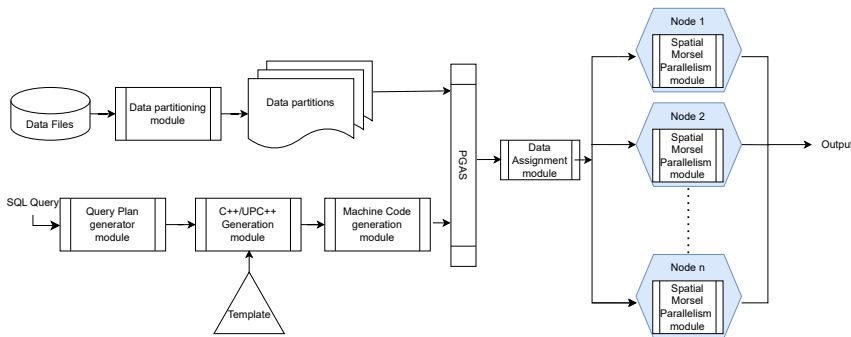 Data Files
Data partitioning
module
Data partitions
SQL Query
Query Plan
generator
module
C++/UPC++
Generation
module
Machine Code
generation
module
Template
PGAS
Data
Assignment
module
Node 1
Spatial
Morsel
Parallelism
module
Node 2
Spatial
Morsel
Parallelism
module
Node n
Spatial
Morsel
Parallelism
module
Output